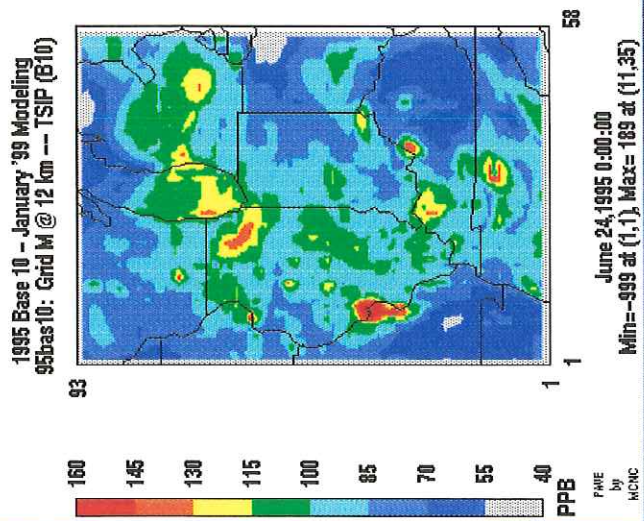 1995 Base 10 - January '99 Modeling
95bas10: Grid M @ 12 km --- TSIP (B10)
160
145
130
115
100
85
70
55
40
PPB
PAVE
by
MCNC
93
1
1
58
June 24,1995 0:00:00
Min=-999 at (1,1), Max= 189 at (11,35)